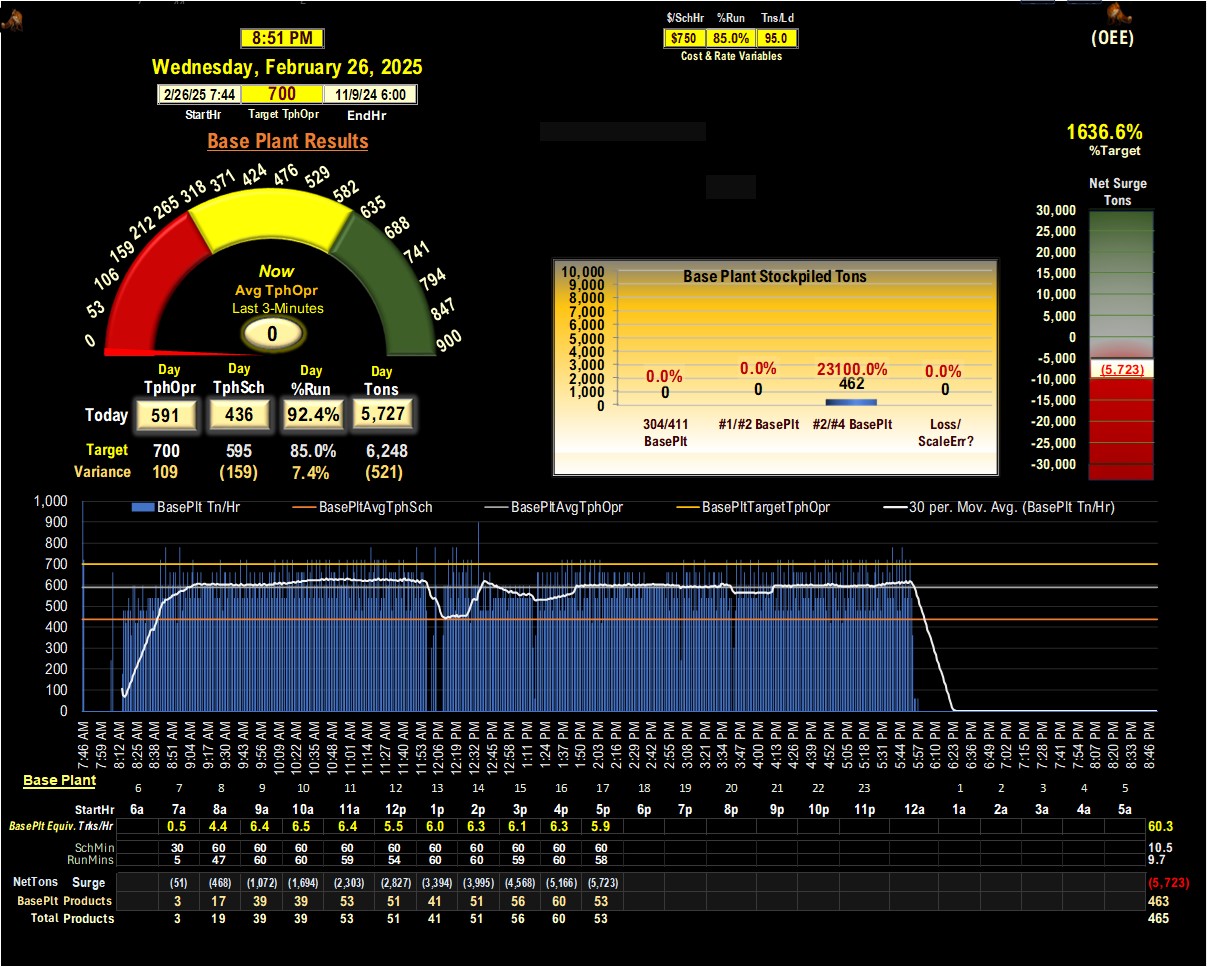 $/SchHr %Run Tns/Ld
$750 85.0% 95.0
Cost & Rate Variables
(OEE)
8:51 PM
Wednesday, February 26, 2025
2/26/25 7:44 700 11/9/24 6:00
StartHr Target TphOpr EndHr
Base Plant Results
1636.6%
%Target
0 53 106 159 212 265 318 371 424 476 529 582 635 688 741 794 847 900
Now
Avg TphOpr
Last 3-Minutes
0
Day Day Day Day
TphOpr TphSch %Run Tons
Today 591 436 92.4% 5,727
Target 700 595 85.0% 6,248
Variance 109 (159) 7.4% (521)
Base Plant Stockpiled Tons
10,000
9,000
8,000
7,000
6,000
5,000
4,000
3,000
2,000
1,000
0
0.0% 0.0% 23100.0% 0.0%
0 0 462 0
304/411 #1/#2 BasePlt #2/#4 BasePlt Loss/
BasePlt ScaleErr?
Net Surge
Tons
30,000
25,000
20,000
15,000
10,000
5,000
0
-5,000
(5,723)
-10,000
-15,000
-20,000
-25,000
-30,000
BasePlt Tn/Hr BasePltAvgTphSch BasePltAvgTphOpr BasePltTargetTphOpr 30 per. Mov. Avg. (BasePlt Tn/Hr)
1,000
900
800
700
600
500
400
300
200
100
0
7:46 AM 7:59 AM 8:12 AM 8:25 AM 8:38 AM 8:51 AM 9:04 AM 9:17 AM 9:30 AM 9:43 AM 9:56 AM 10:09 AM 10:22 AM 10:35 AM 10:48 AM 11:01 AM 11:14 AM 11:27 AM 11:40 AM 11:53 AM 12:06 PM 12:19 PM 12:32 PM 12:45 PM 12:58 PM 1:11 PM 1:24 PM 1:37 PM 1:50 PM 2:03 PM 2:16 PM 2:29 PM 2:42 PM 2:55 PM 3:08 PM 3:21 PM 3:34 PM 3:47 PM 4:00 PM 4:13 PM 4:26 PM 4:39 PM 4:52 PM 5:05 PM 5:18 PM 5:31 PM 5:44 PM 5:57 PM 6:10 PM 6:23 PM 6:36 PM 6:49 PM 7:02 PM 7:15 PM 7:28 PM 7:41 PM 7:54 PM 8:07 PM 8:20 PM 8:33 PM 8:46 PM
Base Plant
6 7 8 9 10 11 12 13 14 15 16 17 18 19 20 21 22 23 1 2 3 4 5
StartHr 6a 7a 8a 9a 10a 11a 12p 1p 2p 3p 4p 5p 6p 7p 8p 9p 10p 11p 12a 1a 2a 3a 4a 5a
BasePlt Equiv. Trks/Hr 0.5 4.4 6.4 6.5 6.4 5.5 6.0 6.3 6.1 6.3 5.9 60.3
SchMin 30 60 60 60 60 60 60 60 60 60 60 10.5
RunMins 5 47 60 60 59 54 60 60 59 60 58 9.7
NetTons Surge (51) (468) (1,072) (1,694) (2,303) (2,827) (3,394) (3,995) (4,568) (5,166) (5,723) (5,723)
BasePlt Products 3 17 39 39 53 51 41 51 56 60 53 463
Total Products 3 19 39 39 53 51 41 51 56 60 53 465